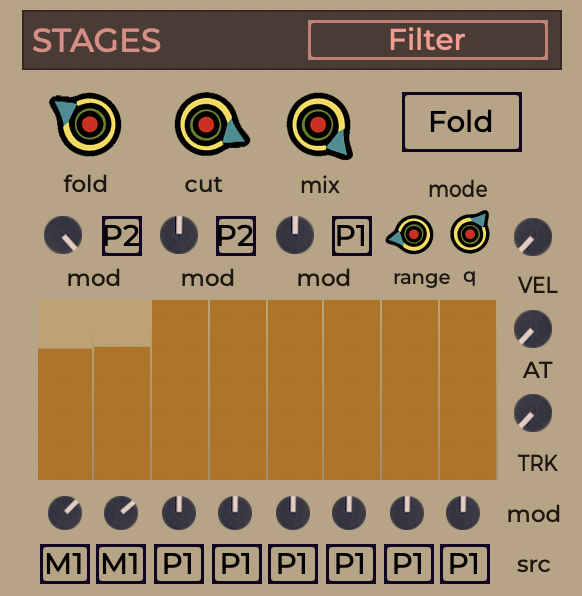 STAGES Filter
Fold
fold cut mix mode
P2 P2 P1
mod mod mod range q
VEL
AT
TRK
mod
M1 M1 P1 P1 P1 P1 P1 P1 src